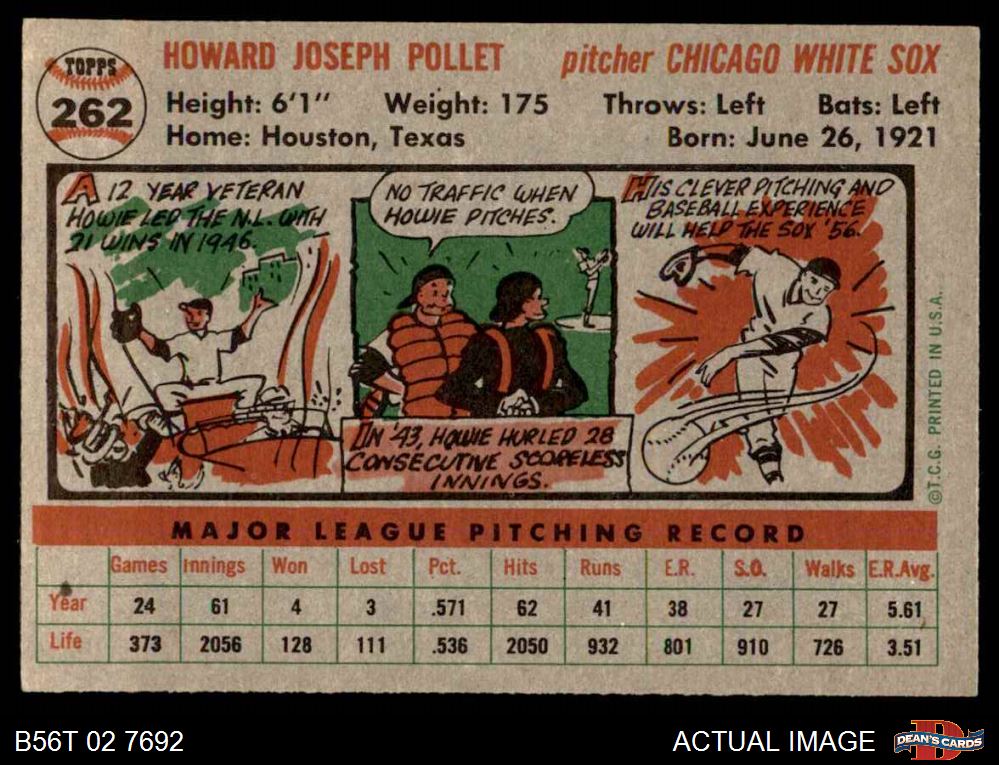 TOPPS
262
HOWARD JOSEPH POLLET pitcher CHICAGO WHITE SOX
Height: 6'1" Weight: 175 Throws: Left Bats: Left
Home: Houston, Texas Born: June 26, 1921
A 12 YEAR VETERAN
HOWIE LED THE N.L. WITH
21 WINS IN 1946.
NO TRAFFIC WHEN
HOWIE PITCHES.
IN '43, HOWIE HURLED 28
CONSECUTIVE SCORELESS
INNINGS.
HIS CLEVER PITCHING AND
BASEBALL EXPERIENCE
WILL HELP THE SOX '56.
©T.C.G. PRINTED IN U.S.A.
MAJOR LEAGUE PITCHING RECORD
Games Innings Won Lost Pct. Hits Runs E.R. S.O. Walks E.R.Avg.
Year 24 61 4 3 .571 62 41 38 27 27 5.61
Life 373 2056 128 111 .536 2050 932 801 910 726 3.51
B56T 02 7692 ACTUAL IMAGE DEAN'S CARDS